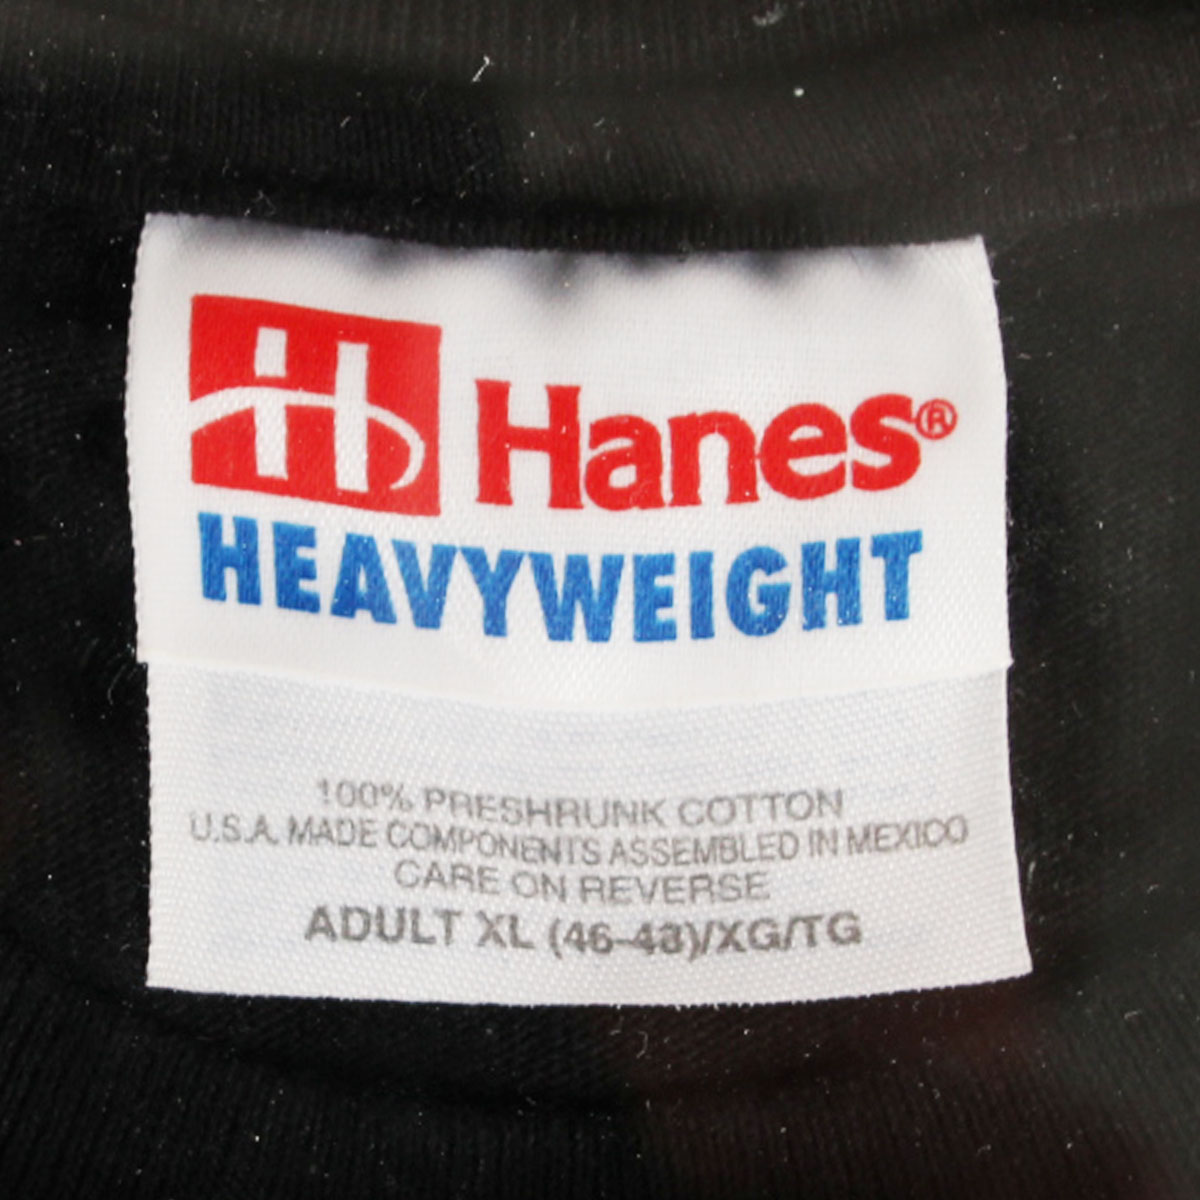 H Hanes®
HEAVYWEIGHT
100% PRESHRUNK COTTON
U.S.A. MADE COMPONENTS ASSEMBLED IN MEXICO
CARE ON REVERSE
ADULT XL (46-48)/XG/TG